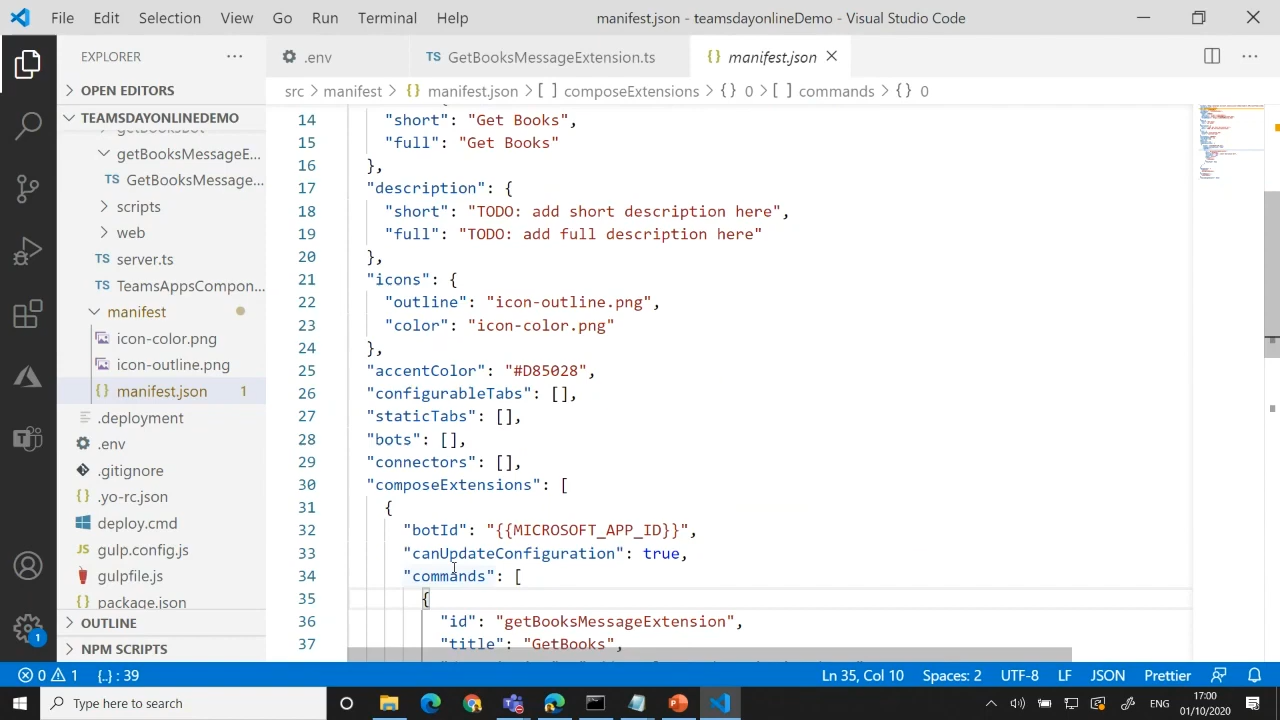 File Edit Selection View Go Run Terminal Help
manifest.json - teamsdayonlineDemo - Visual Studio Code
EXPLORER
.env
TS GetBooksMessageExtension.ts
{} manifest.json
OPEN EDITORS
src > manifest > {} manifest.json > [ ] composeExtensions > {} 0 > [ ] commands > {} 0
TEAMSDAYONLINEDEMO
getBooksBot
getBooksMessageE...
TS GetBooksMessage...
scripts
web
TS server.ts
TS TeamsAppsCompon...
manifest
icon-color.png
icon-outline.png
{} manifest.json 1
.deployment
.env
.gitignore
{} .yo-rc.json
deploy.cmd
JS gulp.config.js
gulpfile.js
{} package.json
OUTLINE
NPM SCRIPTS
1
14 "short": "Get Books",
15 "full": "Get Books"
16 },
17 "description": {
18 "short": "TODO: add short description here",
19 "full": "TODO: add full description here"
20 },
21 "icons": {
22 "outline": "icon-outline.png",
23 "color": "icon-color.png"
24 },
25 "accentColor": "#D85028",
26 "configurableTabs": [],
27 "staticTabs": [],
28 "bots": [],
29 "connectors": [],
30 "composeExtensions": [
31 {
32 "botId": "{{MICROSOFT_APP_ID}}",
33 "canUpdateConfiguration": true,
34 "commands": [
35 {
36 "id": "getBooksMessageExtension",
37 "title": "GetBooks",
0 1 {..} : 39
Ln 35, Col 10 Spaces: 2 UTF-8 LF JSON Prettier
Type here to search
ENG
17:00
01/10/2020